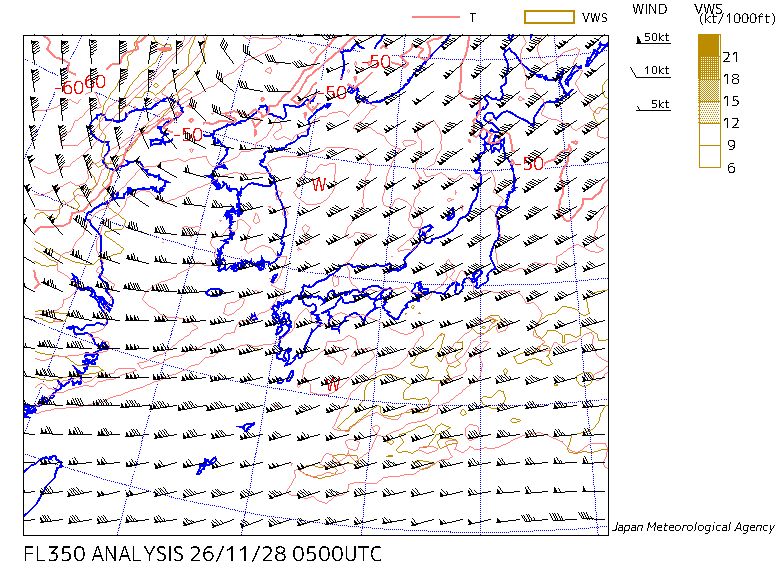 T VWS WIND VWS
(kt/1000ft)
50kt
10kt
5kt
21
18
15
12
9
6
-50
-6060
-50
-50
-50
W
W
Japan Meteorological Agency
FL350 ANALYSIS 26/11/28 0500UTC